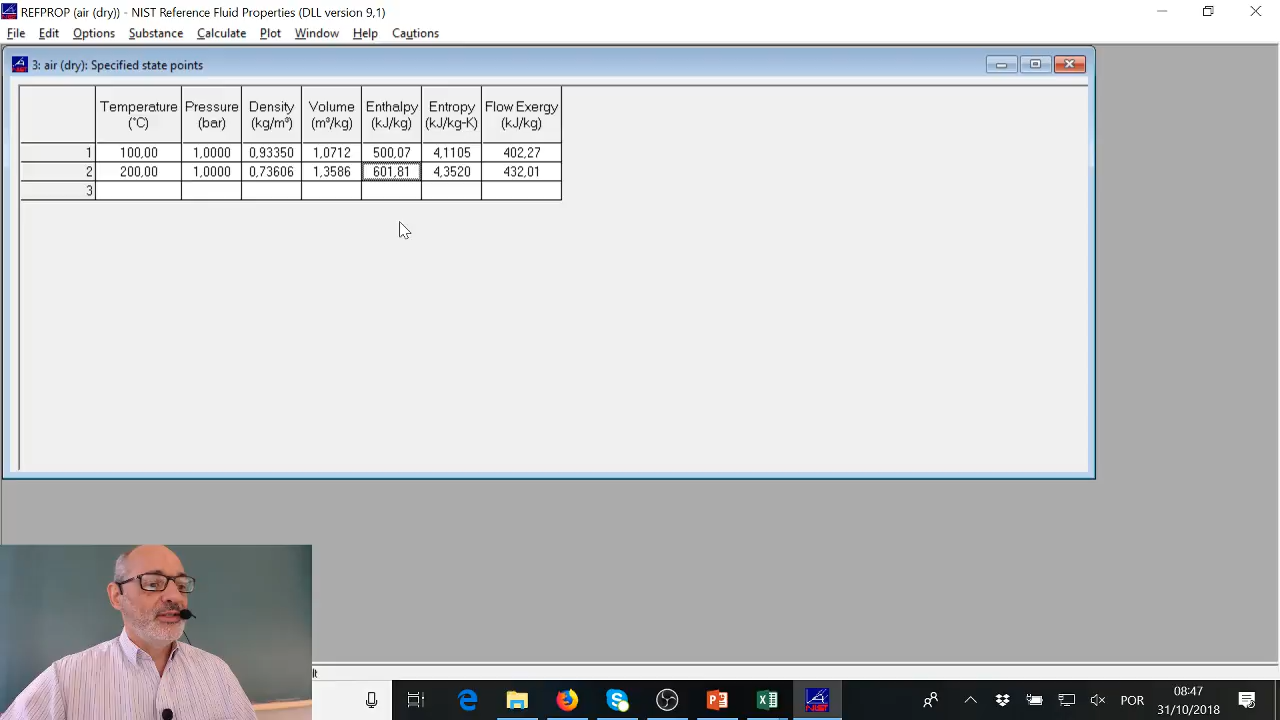 REFPROP (air (dry)) - NIST Reference Fluid Properties (DLL version 9,1)
File Edit Options Substance Calculate Plot Window Help Cautions
3: air (dry): Specified state points
Temperature Pressure Density Volume Enthalpy Entropy Flow Exergy
(°C) (bar) (kg/m³) (m³/kg) (kJ/kg) (kJ/kg-K) (kJ/kg)
1 100,00 1,0000 0,93350 1,0712 500,07 4,1105 402,27
2 200,00 1,0000 0,73606 1,3586 601,81 4,3520 432,01
3
lt
NIST
POR
08:47
31/10/2018